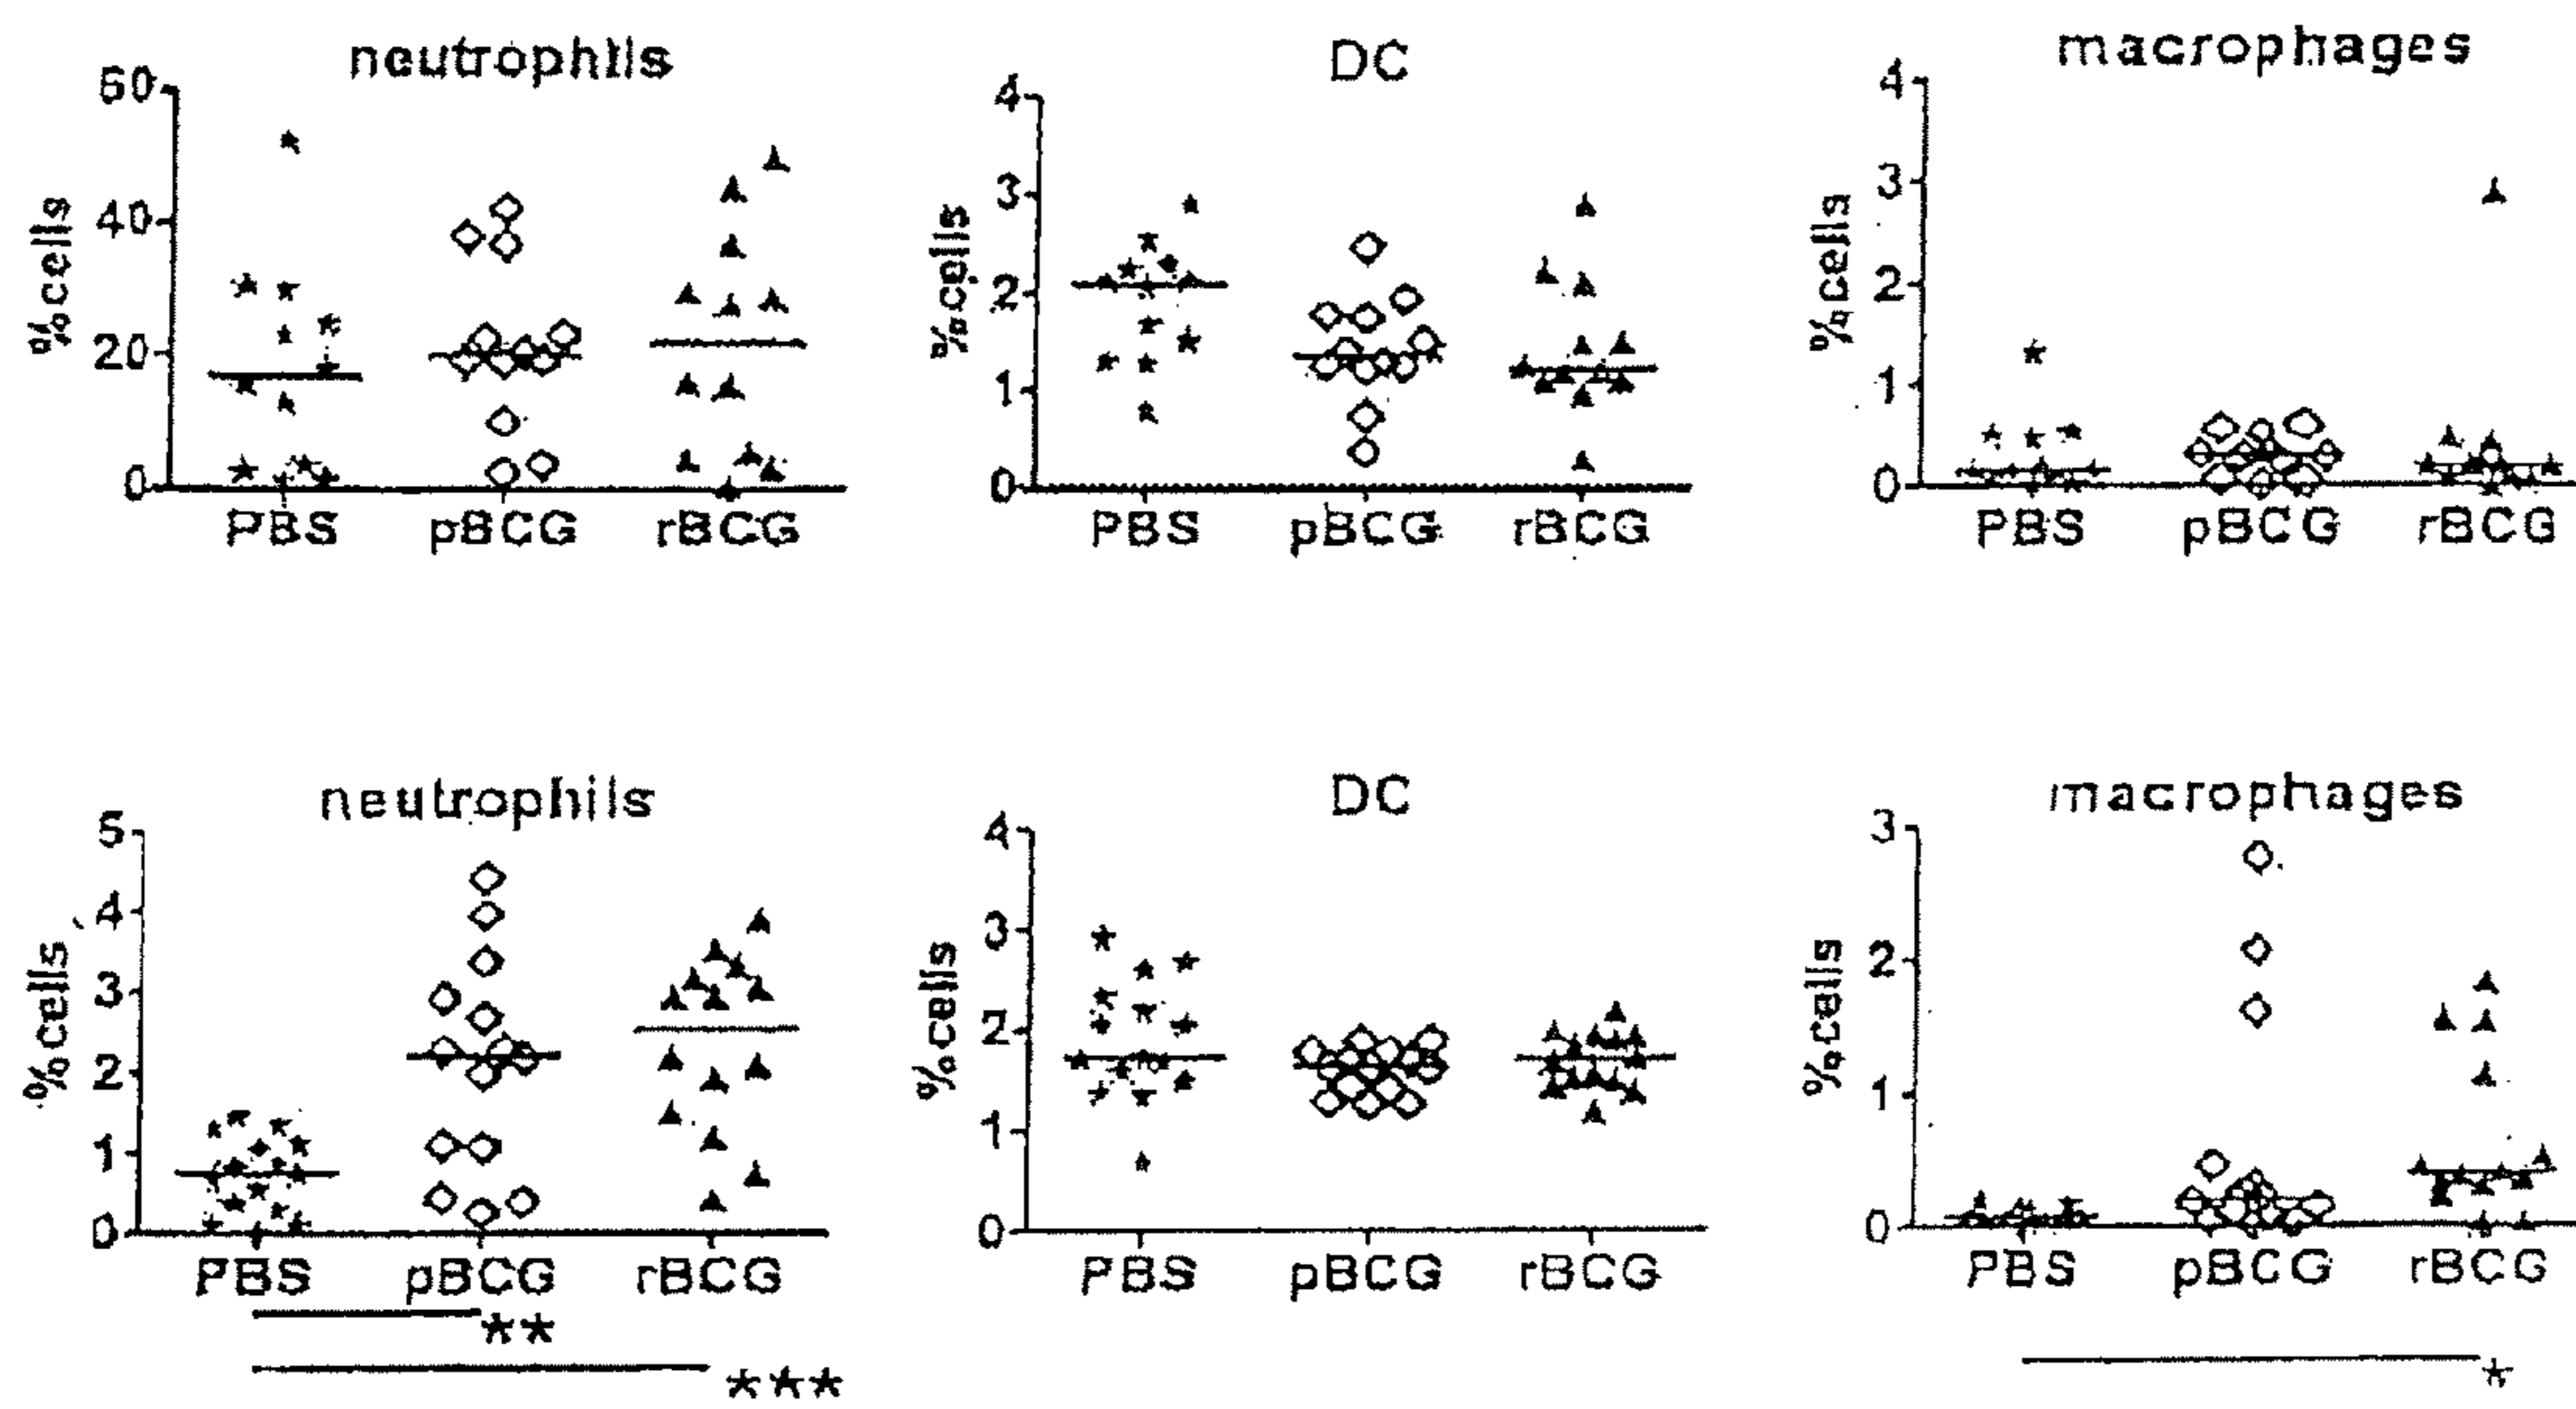 neutrophils
DC
macrophages
60
40
20
0
%cells
PBS pBCG rBCG
4
3
2
1
0
%cells
PBS pBCG rBCG
4
3
2
1
0
%cells
PBS pBCG rBCG
neutrophils
DC
macrophages
5
4
3
2
1
0
%cells
PBS pBCG rBCG
**
***
4
3
2
1
0
%cells
PBS pBCG rBCG
3
2
1
0
%cells
PBS pBCG rBCG
*